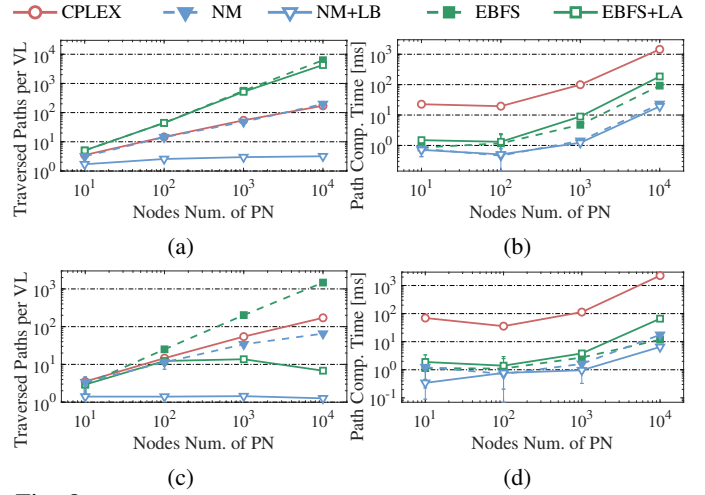 CPLEX NM NM+LB EBFS EBFS+LA
Traversed Paths per VL
10^4
10^3
10^2
10^1
10^0
10^1 10^2 10^3 10^4
Nodes Num. of PN
(a)
Path Comp. Time [ms]
10^3
10^2
10^1
10^0
10^1 10^2 10^3 10^4
Nodes Num. of PN
(b)
Traversed Paths per VL
10^3
10^2
10^1
10^0
10^1 10^2 10^3 10^4
Nodes Num. of PN
(c)
Path Comp. Time [ms]
10^3
10^2
10^1
10^0
10^-1
10^1 10^2 10^3 10^4
Nodes Num. of PN
(d)